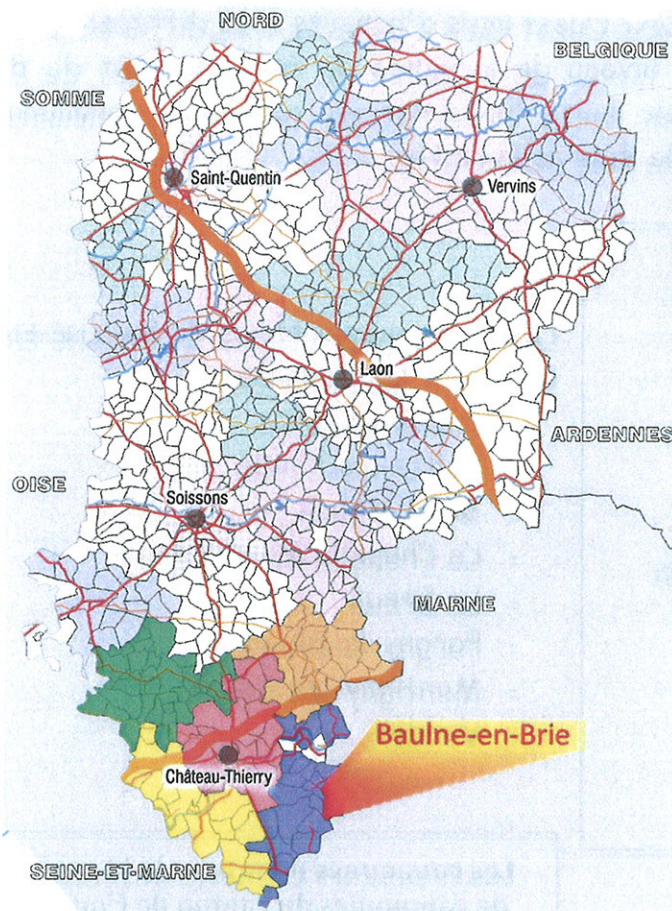 NORD
BELGIQUE
SOMME
Saint-Quentin
Vervins
Laon
ARDENNES
OISE
Soissons
MARNE
Baulne-en-Brie
Château-Thierry
SEINE-ET-MARNE